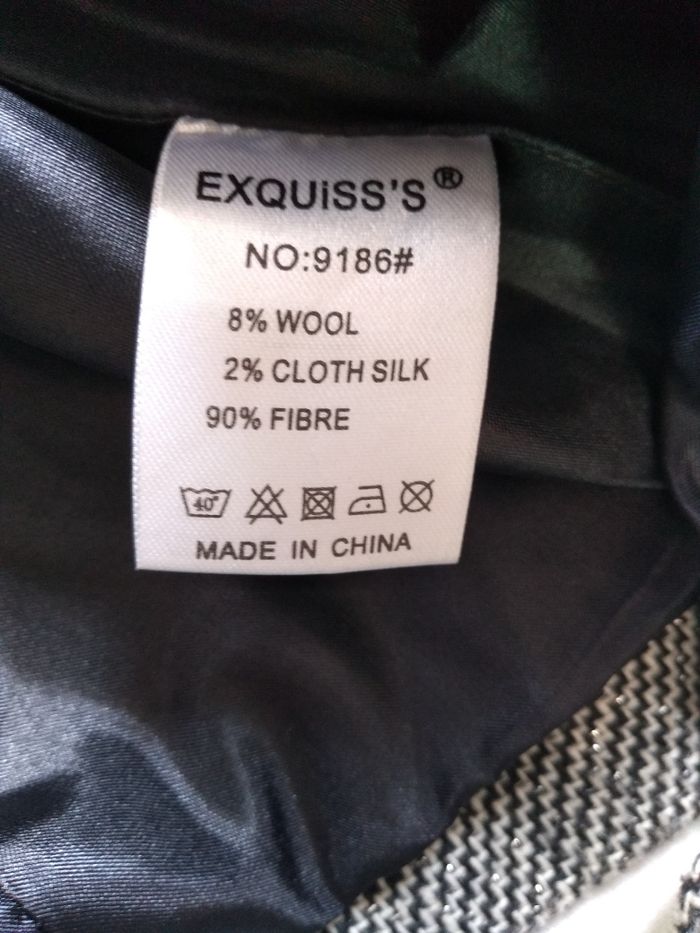 EXQUiSS'S®
NO:9186#
8% WOOL
2% CLOTH SILK
90% FIBRE
40°
MADE IN CHINA